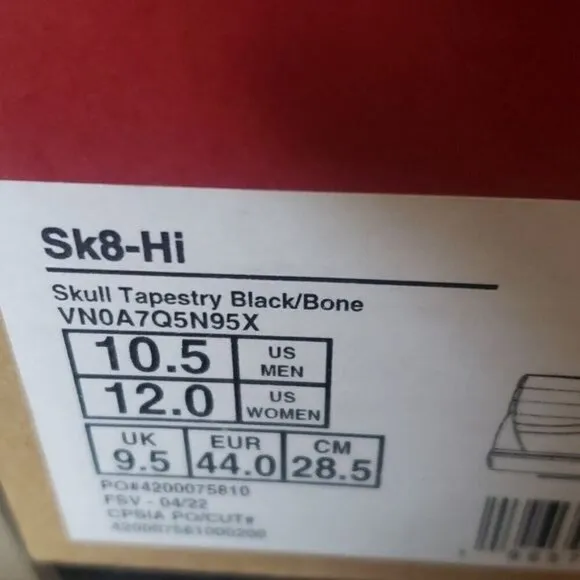 Sk8-Hi
Skull Tapestry Black/Bone
VN0A7Q5N95X
10.5 US MEN
12.0 US WOMEN
UK EUR CM
9.5 44.0 28.5
PO#4200075810
FSV - 04/22
CPSIA PO/CUT#